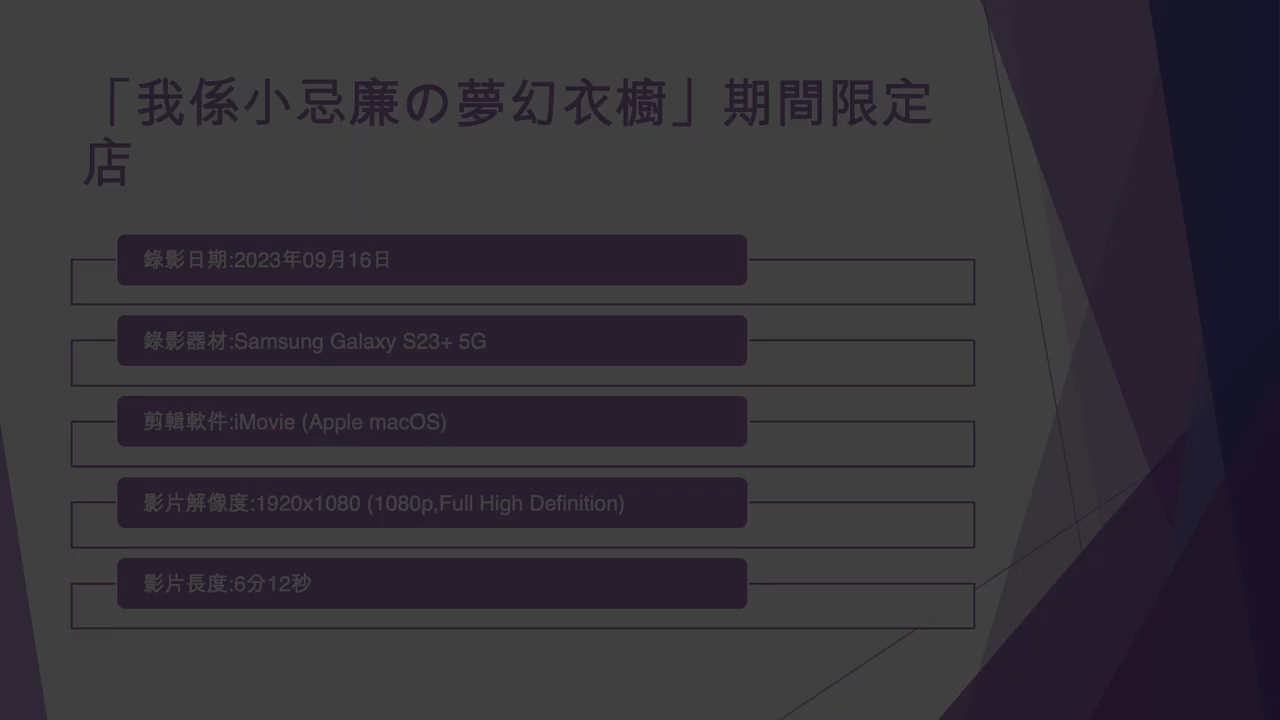 「我係小忌廉の夢幻衣櫥」期間限定
店
錄影日期:2023年09月16日
錄影器材:Samsung Galaxy S23+ 5G
剪輯軟件:iMovie (Apple macOS)
影片解像度:1920x1080 (1080p,Full High Definition)
影片長度:6分12秒